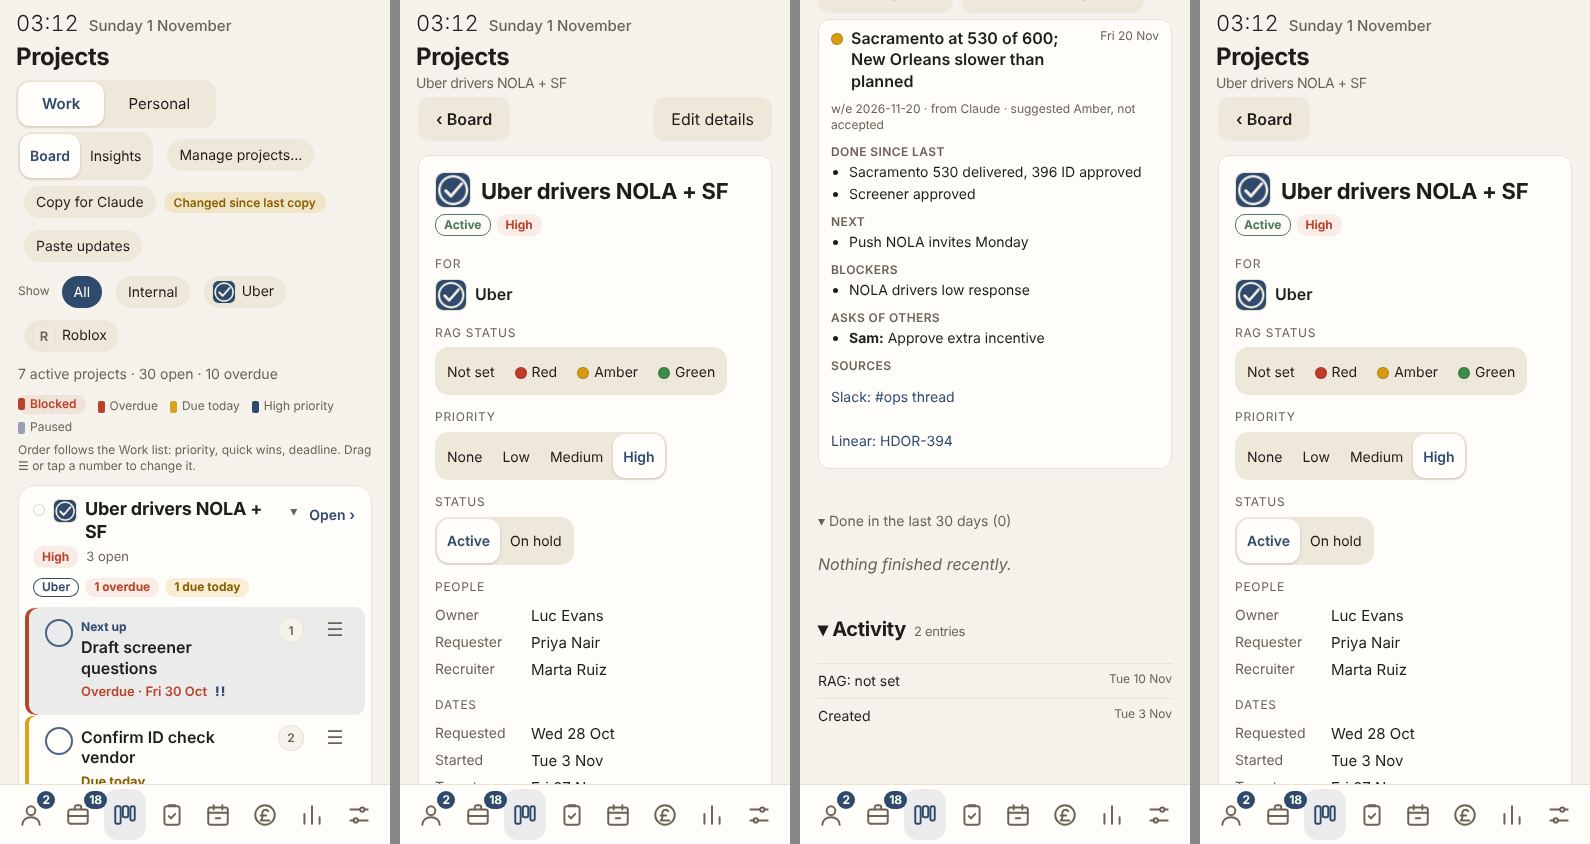 03:12 Sunday 1 November
Projects
Work Personal
Board Insights Manage projects...
Copy for Claude Changed since last copy
Paste updates
Show All Internal Uber
R Roblox
7 active projects · 30 open · 10 overdue
Blocked Overdue Due today High priority
Paused
Order follows the Work list: priority, quick wins, deadline. Drag
☰ or tap a number to change it.
Uber drivers NOLA + SF ▾ Open ›
High 3 open
Uber 1 overdue 1 due today
Next up 1 ☰
Draft screener
questions
Overdue · Fri 30 Oct !!
Confirm ID check 2 ☰
vendor
Due today
2 18
03:12 Sunday 1 November
Projects
Uber drivers NOLA + SF
‹ Board Edit details
Uber drivers NOLA + SF
Active High
FOR
Uber
RAG STATUS
Not set Red Amber Green
PRIORITY
None Low Medium High
STATUS
Active On hold
PEOPLE
Owner Luc Evans
Requester Priya Nair
Recruiter Marta Ruiz
DATES
Requested Wed 28 Oct
Started Tue 3 Nov
2 18
Sacramento at 530 of 600; Fri 20 Nov
New Orleans slower than
planned
w/e 2026-11-20 · from Claude · suggested Amber, not
accepted
DONE SINCE LAST
• Sacramento 530 delivered, 396 ID approved
• Screener approved
NEXT
• Push NOLA invites Monday
BLOCKERS
• NOLA drivers low response
ASKS OF OTHERS
• Sam: Approve extra incentive
SOURCES
Slack: #ops thread
Linear: HDOR-394
▾ Done in the last 30 days (0)
Nothing finished recently.
▾ Activity 2 entries
RAG: not set Tue 10 Nov
Created Tue 3 Nov
2 18
03:12 Sunday 1 November
Projects
Uber drivers NOLA + SF
‹ Board
Uber drivers NOLA + SF
Active High
FOR
Uber
RAG STATUS
Not set Red Amber Green
PRIORITY
None Low Medium High
STATUS
Active On hold
PEOPLE
Owner Luc Evans
Requester Priya Nair
Recruiter Marta Ruiz
DATES
Requested Wed 28 Oct
Started Tue 3 Nov
2 18